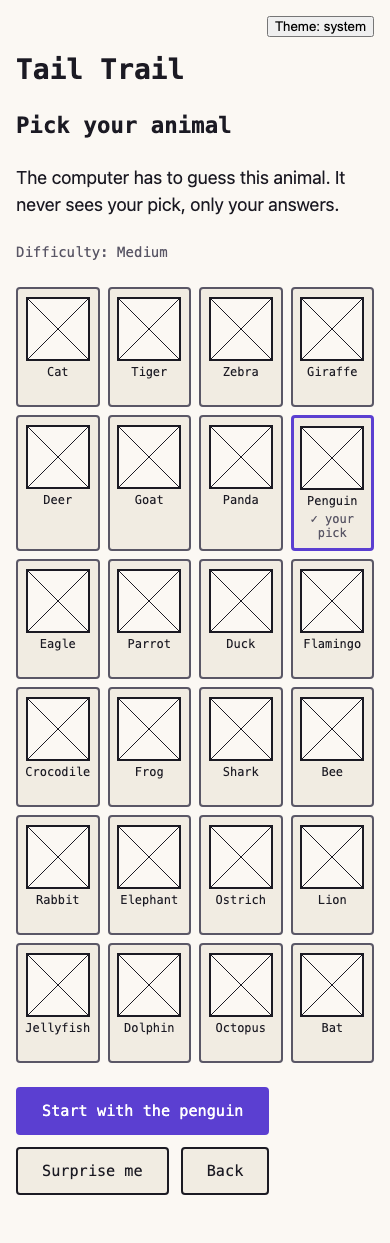 Theme: system
Tail Trail
Pick your animal
The computer has to guess this animal. It
never sees your pick, only your answers.
Difficulty: Medium
Cat Tiger Zebra Giraffe
Deer Goat Panda Penguin
✓ your
pick
Eagle Parrot Duck Flamingo
Crocodile Frog Shark Bee
Rabbit Elephant Ostrich Lion
Jellyfish Dolphin Octopus Bat
Start with the penguin
Surprise me Back